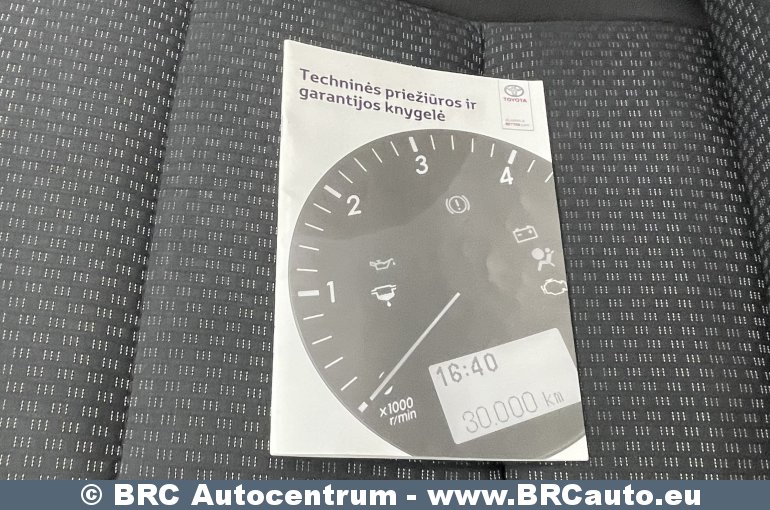 Techninės priežiūros ir
garantijos knygelė
TOYOTA
1
2
3
4
16:40
30.000 km
x1000
r/min
© BRC Autocentrum - www.BRCauto.eu